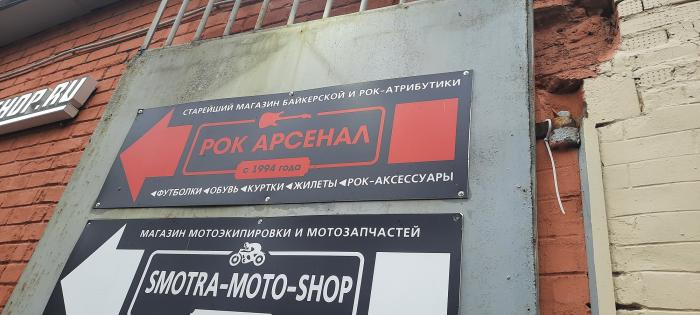 HOP.RU
СТАРЕЙШИЙ МАГАЗИН БАЙКЕРСКОЙ И РОК-АТРИБУТИКИ
РОК АРСЕНАЛ
с 1994 года
◄ФУТБОЛКИ◄ОБУВЬ◄КУРТКИ◄ЖИЛЕТЫ◄РОК-АКСЕССУАРЫ
МАГАЗИН МОТОЭКИПИРОВКИ И МОТОЗАПЧАСТЕЙ
SMOTRA-MOTO-SHOP